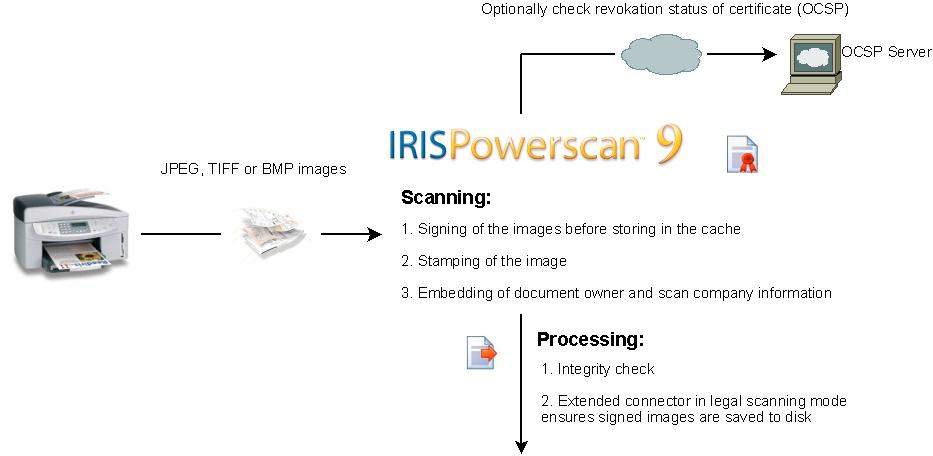 Optionally check revokation status of certificate (OCSP)
OCSP Server
IRISPowerscan™ 9
JPEG, TIFF or BMP images
Scanning:
1. Signing of the images before storing in the cache
2. Stamping of the image
3. Embedding of document owner and scan company information
Processing:
1. Integrity check
2. Extended connector in legal scanning mode
ensures signed images are saved to disk